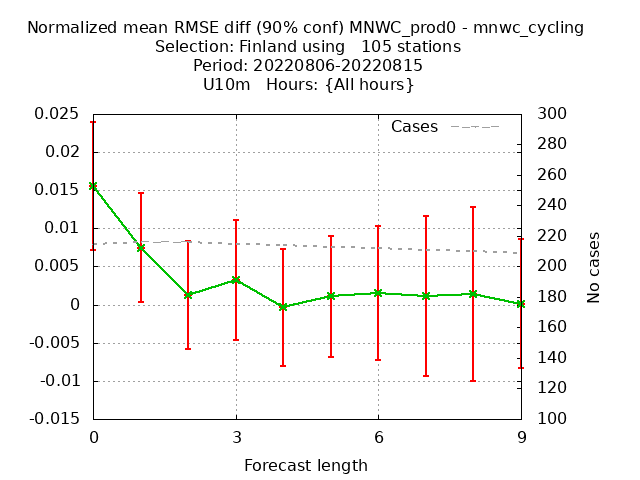 Normalized mean RMSE diff (90% conf) MNWC_prod0 - mnwc_cycling
Selection: Finland using   105 stations
Period: 20220806-20220815
U10m   Hours: {All hours}
0.025
0.02
0.015
0.01
0.005
0
-0.005
-0.01
-0.015
300
280
260
240
220
200
180
160
140
120
100
Cases
No cases
0 3 6 9
Forecast length